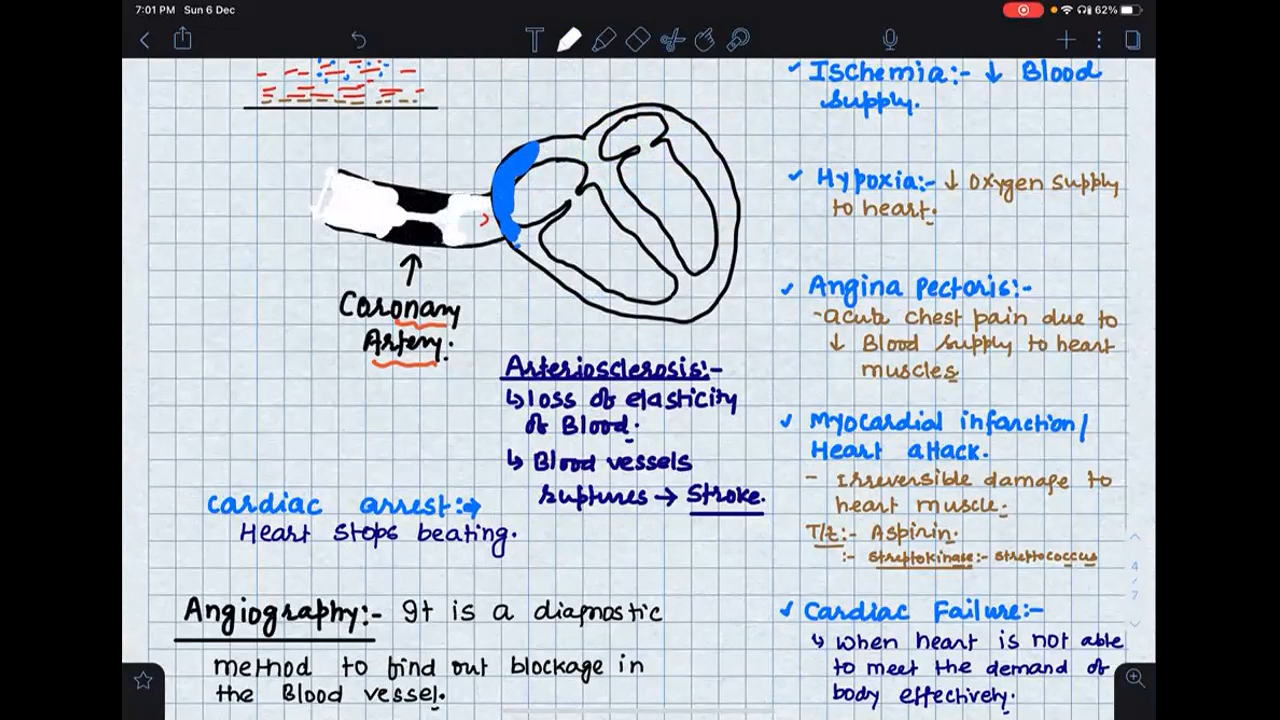 7:01 PM Sun 6 Dec
62%
Ischemia:- ↓ Blood
supply.
Hypoxia:- ↓ oxygen supply
to heart.
Coronary
Artery.
Angina Pectoris:-
-acute chest pain due to
↓ Blood supply to heart
muscles
Arteriosclerosis:-
↳ loss of elasticity
of Blood.
↳ Blood vessels
ruptures → Stroke.
Myocardial infarction/
Heart attack.
- Irreversible damage to
heart muscle.
T/t:- Aspirin.
:- Streptokinase:- Streptococcus
cardiac arrest:⇒
Heart stops beating.
Angiography:- It is a diagnostic
method to find out blockage in
the Blood vessel.
Cardiac Failure:-
↳ when heart is not able
to meet the demand of
body effectively.
4
7